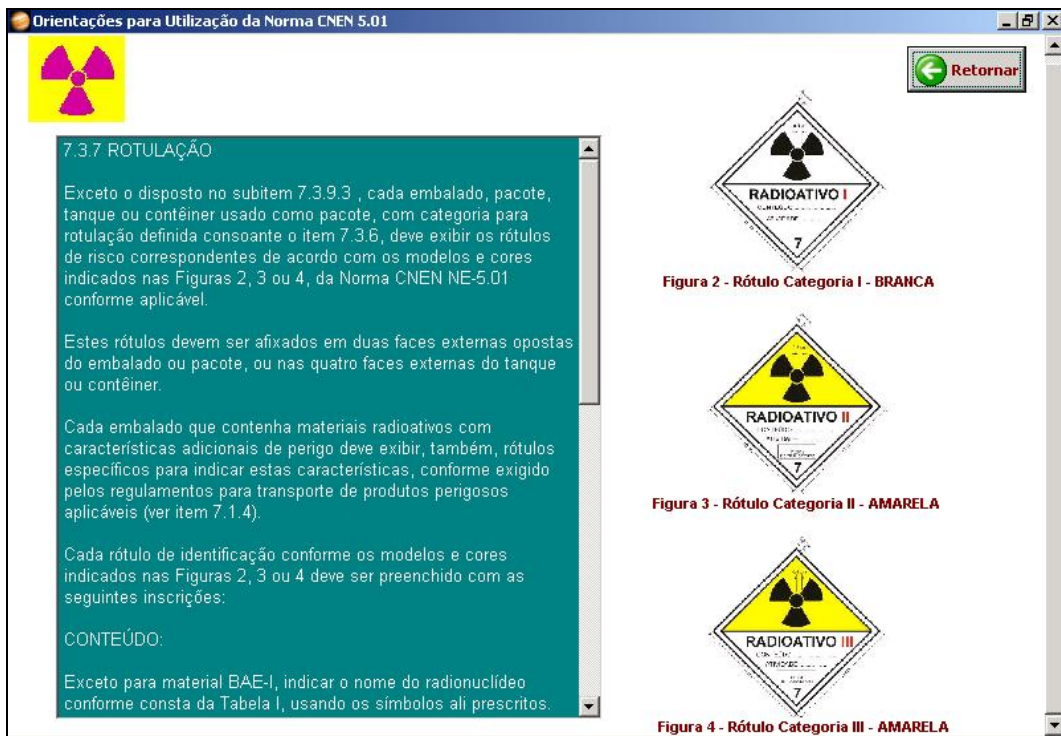 Orientações para Utilização da Norma CNEN 5.01
Retornar
7.3.7 ROTULAÇÃO
Exceto o disposto no subitem 7.3.9.3 , cada embalado, pacote,
tanque ou contêiner usado como pacote, com categoria para
rotulação definida consoante o item 7.3.6, deve exibir os rótulos
de risco correspondentes de acordo com os modelos e cores
indicados nas Figuras 2, 3 ou 4, da Norma CNEN NE-5.01
conforme aplicável.
Estes rótulos devem ser afixados em duas faces externas opostas
do embalado ou pacote, ou nas quatro faces externas do tanque
ou contêiner.
Cada embalado que contenha materiais radioativos com
características adicionais de perigo deve exibir, também, rótulos
específicos para indicar estas características, conforme exigido
pelos regulamentos para transporte de produtos perigosos
aplicáveis (ver item 7.1.4).
Cada rótulo de identificação conforme os modelos e cores
indicados nas Figuras 2, 3 ou 4 deve ser preenchido com as
seguintes inscrições:
CONTEÚDO:
Exceto para material BAE-I, indicar o nome do radionuclídeo
conforme consta da Tabela I, usando os símbolos ali prescritos.
RADIOATIVO I
7
Figura 2 - Rótulo Categoria I - BRANCA
RADIOATIVO II
7
Figura 3 - Rótulo Categoria II - AMARELA
RADIOATIVO III
ATIVIDADE
7
Figura 4 - Rótulo Categoria III - AMARELA